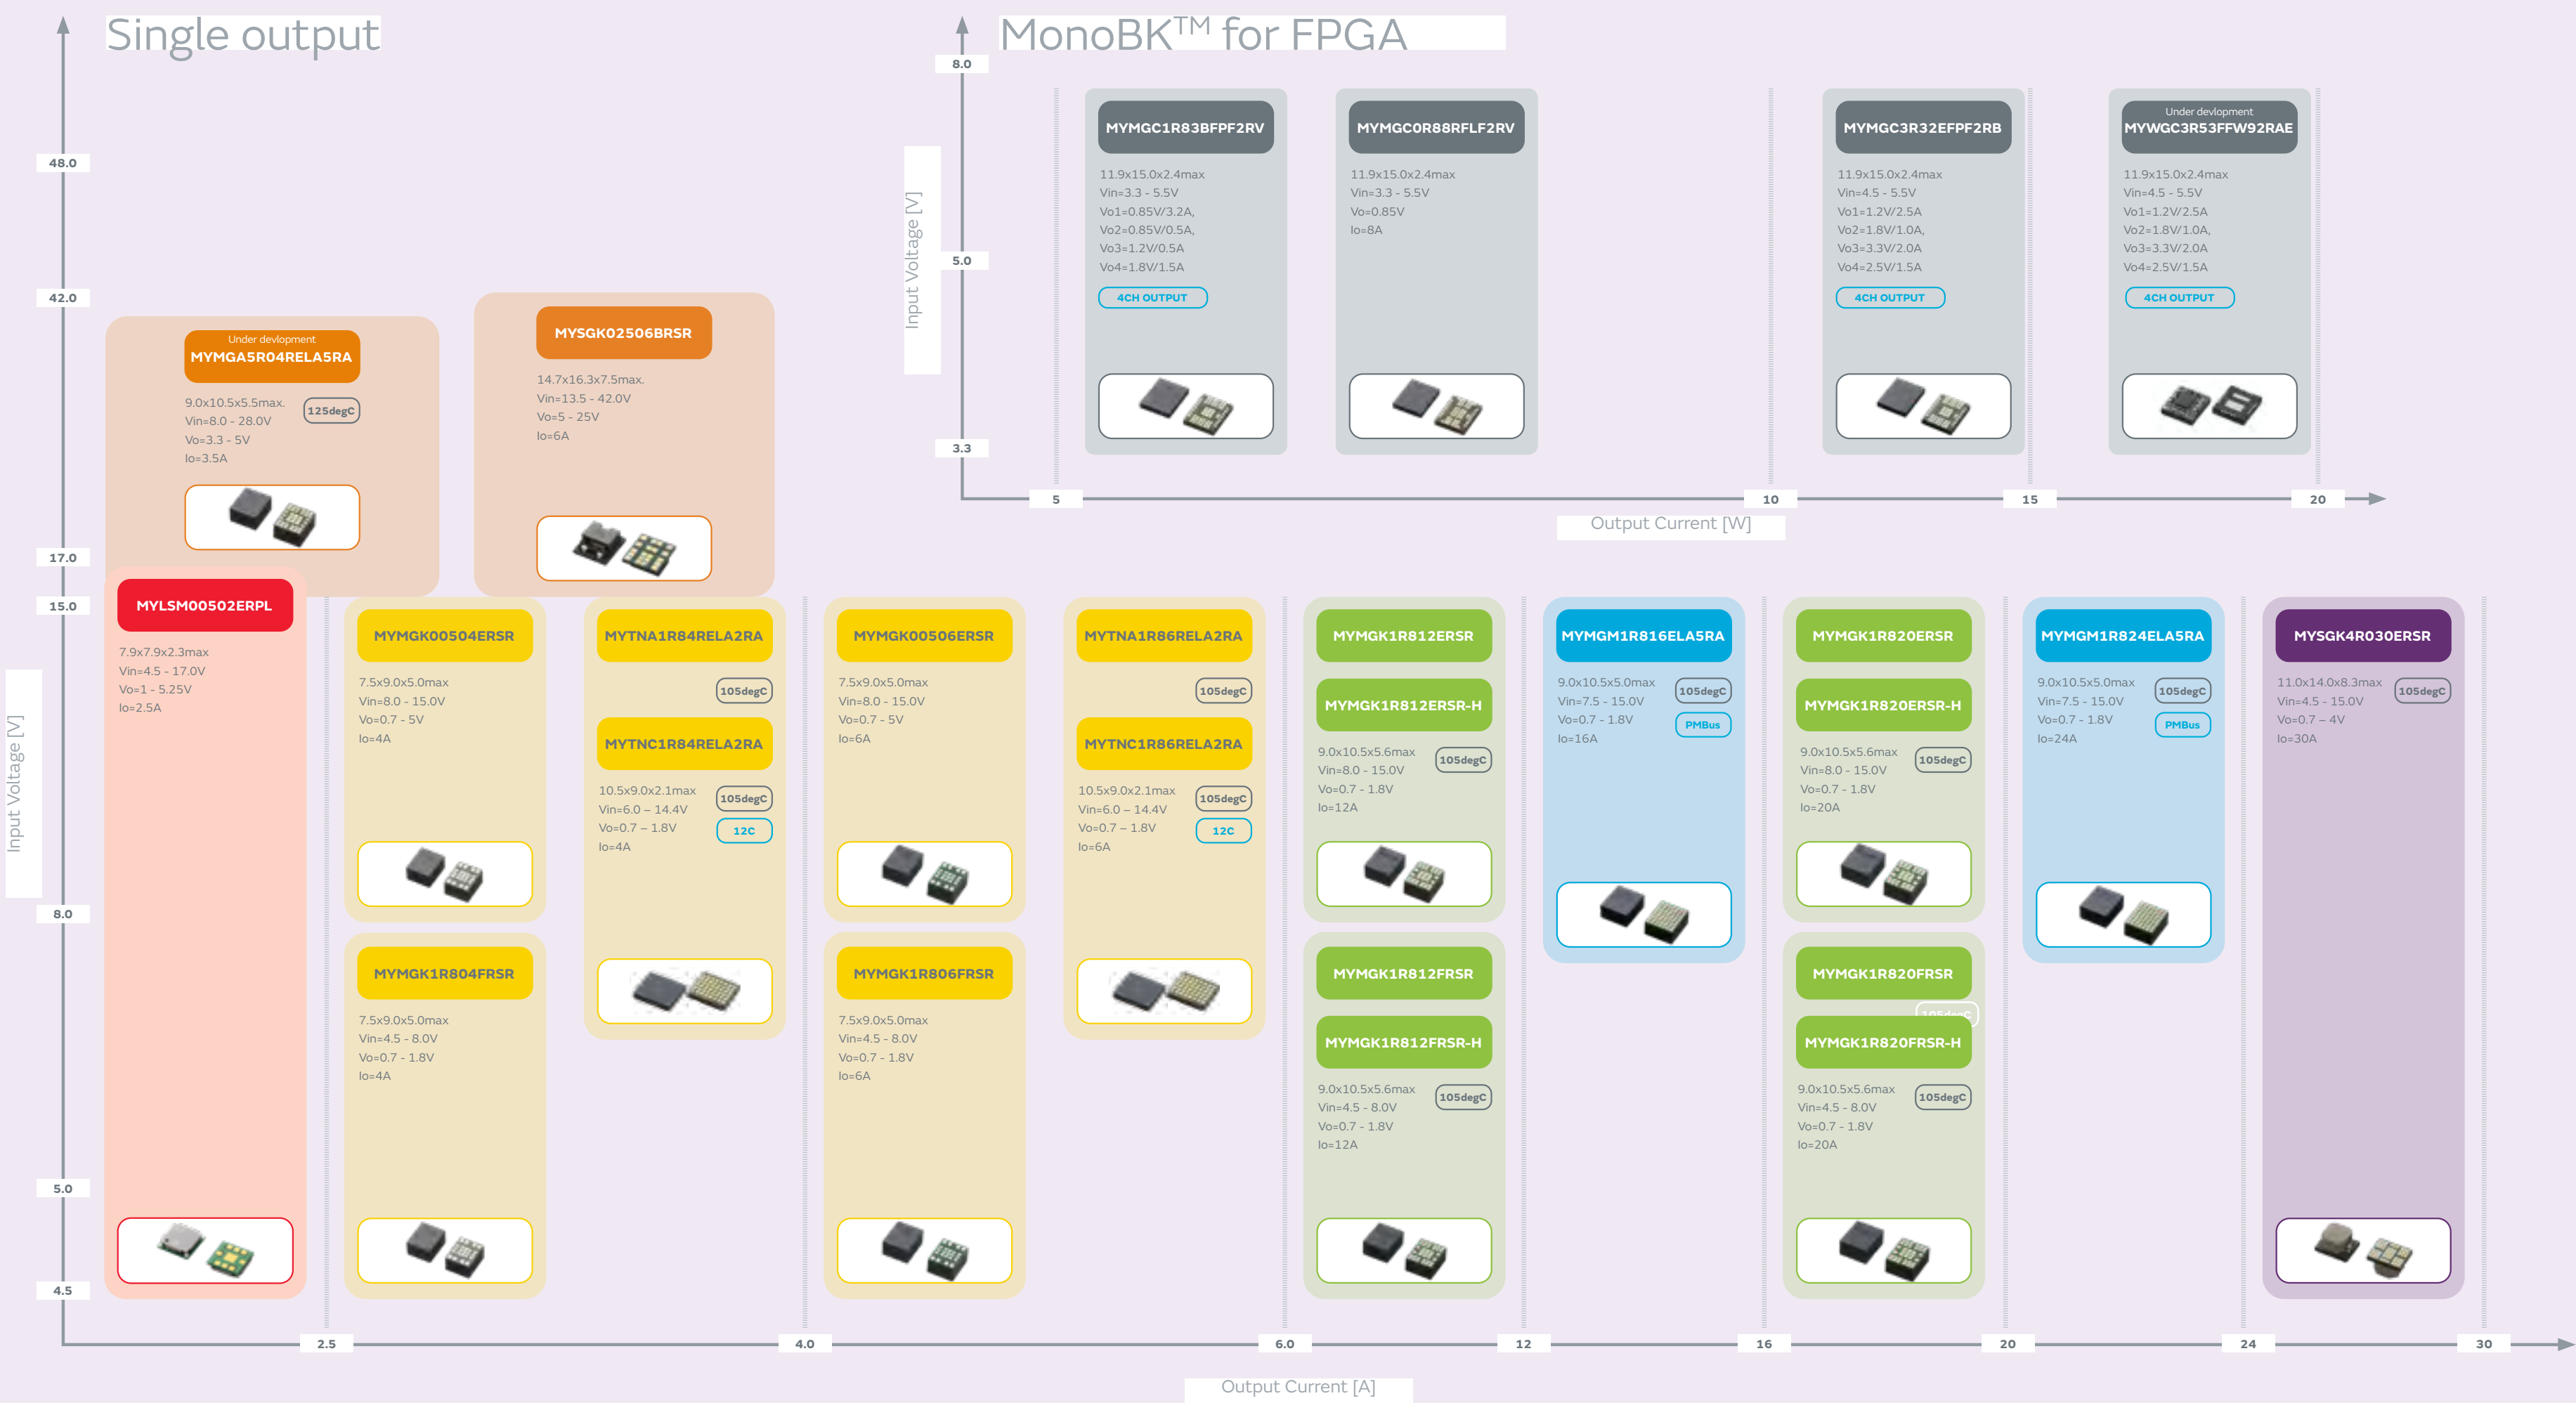 Single output
48.0
42.0
17.0
15.0
8.0
5.0
4.5
Input Voltage [V]
2.5
4.0
6.0
12
16
20
24
30
Output Current [A]
Under devlopment
MYMGA5R04RELA5RA
9.0x10.5x5.5max.
Vin=8.0 - 28.0V
Vo=3.3 - 5V
Io=3.5A
125degC
MYSGK02506BRSR
14.7x16.3x7.5max.
Vin=13.5 - 42.0V
Vo=5 - 25V
Io=6A
MYLSM00502ERPL
7.9x7.9x2.3max
Vin=4.5 - 17.0V
Vo=1 - 5.25V
Io=2.5A
MYMGK00504ERSR
7.5x9.0x5.0max
Vin=8.0 - 15.0V
Vo=0.7 - 5V
Io=4A
MYMGK1R804FRSR
7.5x9.0x5.0max
Vin=4.5 - 8.0V
Vo=0.7 - 1.8V
Io=4A
MYTNA1R84RELA2RA
105degC
MYTNC1R84RELA2RA
10.5x9.0x2.1max
Vin=6.0 – 14.4V
Vo=0.7 – 1.8V
Io=4A
105degC
12C
MYMGK00506ERSR
7.5x9.0x5.0max
Vin=8.0 - 15.0V
Vo=0.7 - 5V
Io=6A
MYMGK1R806FRSR
7.5x9.0x5.0max
Vin=4.5 - 8.0V
Vo=0.7 - 1.8V
Io=6A
MYTNA1R86RELA2RA
105degC
MYTNC1R86RELA2RA
10.5x9.0x2.1max
Vin=6.0 – 14.4V
Vo=0.7 – 1.8V
Io=6A
105degC
12C
MYMGK1R812ERSR
MYMGK1R812ERSR-H
9.0x10.5x5.6max
Vin=8.0 - 15.0V
Vo=0.7 - 1.8V
Io=12A
105degC
MYMGK1R812FRSR
MYMGK1R812FRSR-H
9.0x10.5x5.6max
Vin=4.5 - 8.0V
Vo=0.7 - 1.8V
Io=12A
105degC
MYMGM1R816ELA5RA
9.0x10.5x5.0max
Vin=7.5 - 15.0V
Vo=0.7 - 1.8V
Io=16A
105degC
PMBus
MYMGK1R820ERSR
MYMGK1R820ERSR-H
9.0x10.5x5.6max
Vin=8.0 - 15.0V
Vo=0.7 - 1.8V
Io=20A
105degC
MYMGK1R820FRSR
105degC
MYMGK1R820FRSR-H
9.0x10.5x5.6max
Vin=4.5 - 8.0V
Vo=0.7 - 1.8V
Io=20A
105degC
MYMGM1R824ELA5RA
9.0x10.5x5.0max
Vin=7.5 - 15.0V
Vo=0.7 - 1.8V
Io=24A
105degC
PMBus
MYSGK4R030ERSR
11.0x14.0x8.3max
Vin=4.5 - 15.0V
Vo=0.7 – 4V
Io=30A
105degC
MonoBK™ for FPGA
8.0
5.0
3.3
Input Voltage [V]
5
10
15
20
Output Current [W]
MYMGC1R83BFPF2RV
11.9x15.0x2.4max
Vin=3.3 - 5.5V
Vo1=0.85V/3.2A,
Vo2=0.85V/0.5A,
Vo3=1.2V/0.5A
Vo4=1.8V/1.5A
4CH OUTPUT
MYMGC0R88RFLF2RV
11.9x15.0x2.4max
Vin=3.3 - 5.5V
Vo=0.85V
Io=8A
MYMGC3R32EFPF2RB
11.9x15.0x2.4max
Vin=4.5 - 5.5V
Vo1=1.2V/2.5A
Vo2=1.8V/1.0A,
Vo3=3.3V/2.0A
Vo4=2.5V/1.5A
4CH OUTPUT
Under devlopment
MYWGC3R53FFW92RAE
11.9x15.0x2.4max
Vin=4.5 - 5.5V
Vo1=1.2V/2.5A
Vo2=1.8V/1.0A,
Vo3=3.3V/2.0A
Vo4=2.5V/1.5A
4CH OUTPUT